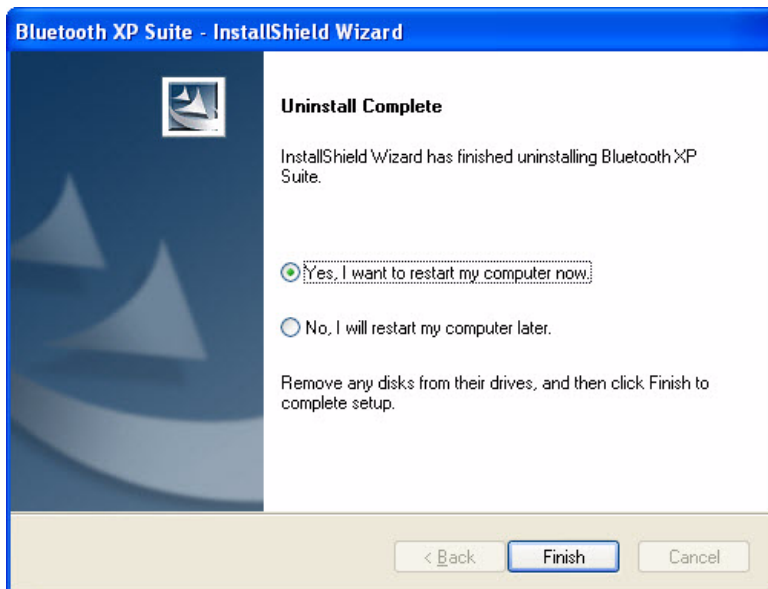 Bluetooth XP Suite - InstallShield Wizard
Uninstall Complete
InstallShield Wizard has finished uninstalling Bluetooth XP
Suite.
Yes, I want to restart my computer now.
No, I will restart my computer later.
Remove any disks from their drives, and then click Finish to
complete setup.
< Back
Finish
Cancel